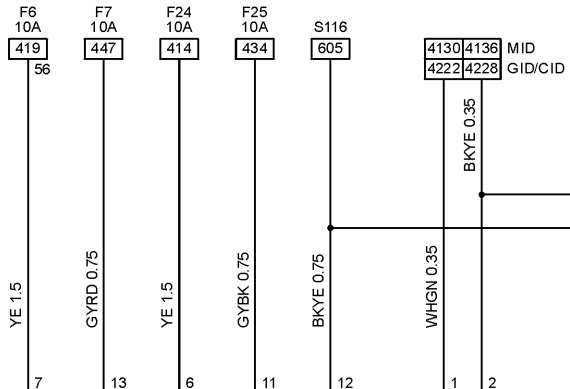 F6 F7 F24 F25
10A 10A 10A 10A S116
419 447 414 434 605 4130 4136 MID
56 4222 4228 GID/CID
BKYE 0.35
YE 1.5 GYRD 0.75 YE 1.5 GYBK 0.75 BKYE 0.75 WHGN 0.35
7 13 6 11 12 1 2